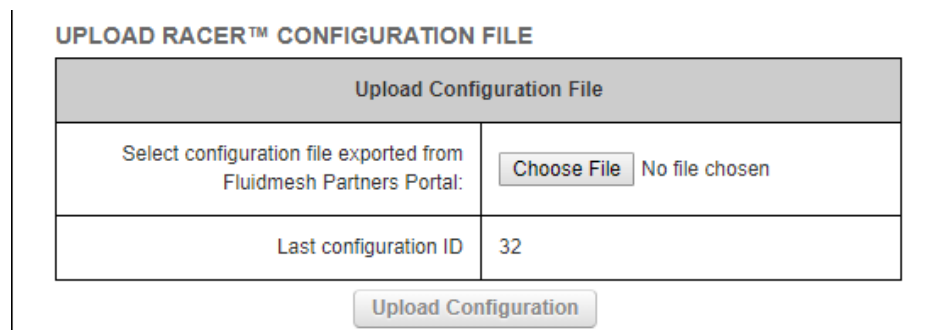 UPLOAD RACER™ CONFIGURATION FILE
Upload Configuration File
Select configuration file exported from
Fluidmesh Partners Portal:
Choose File No file chosen
Last configuration ID 32
Upload Configuration